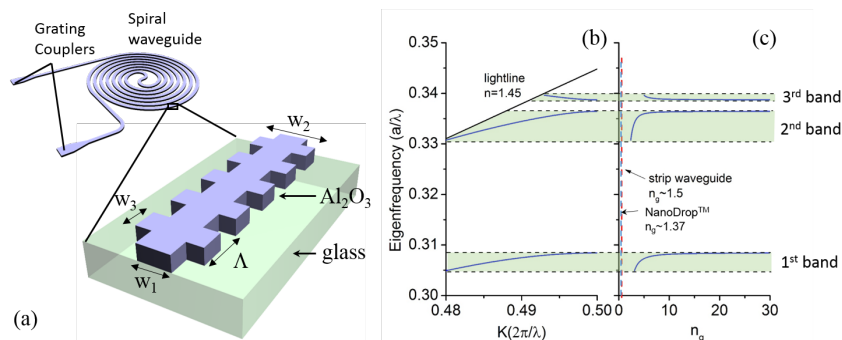 Grating
Couplers
Spiral
waveguide
w2
w3
Al2O3
glass
Λ
w1
(a)
(b)
(c)
0.35
0.34
0.33
0.32
0.31
0.30
Eigenfrequency (a/λ)
lightline
n=1.45
0.48
0.49
0.50
K(2π/λ)
strip waveguide
ng~1.5
NanoDrop™
ng~1.37
0
10
20
30
ng
3rd band
2nd band
1st band